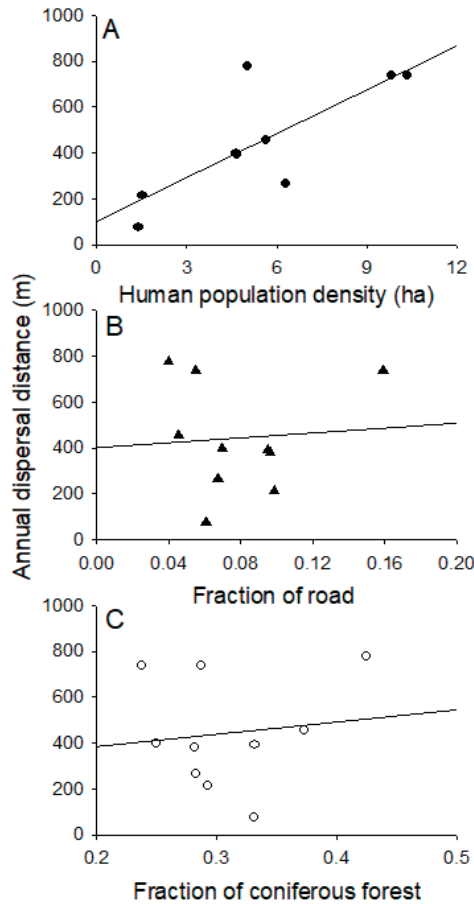 A
1000
800
600
400
200
0
0 3 6 9 12
Human population density (ha)
Annual dispersal distance (m)
B
1000
800
600
400
200
0
0.00 0.04 0.08 0.12 0.16 0.20
Fraction of road
C
1000
800
600
400
200
0
0.2 0.3 0.4 0.5
Fraction of coniferous forest